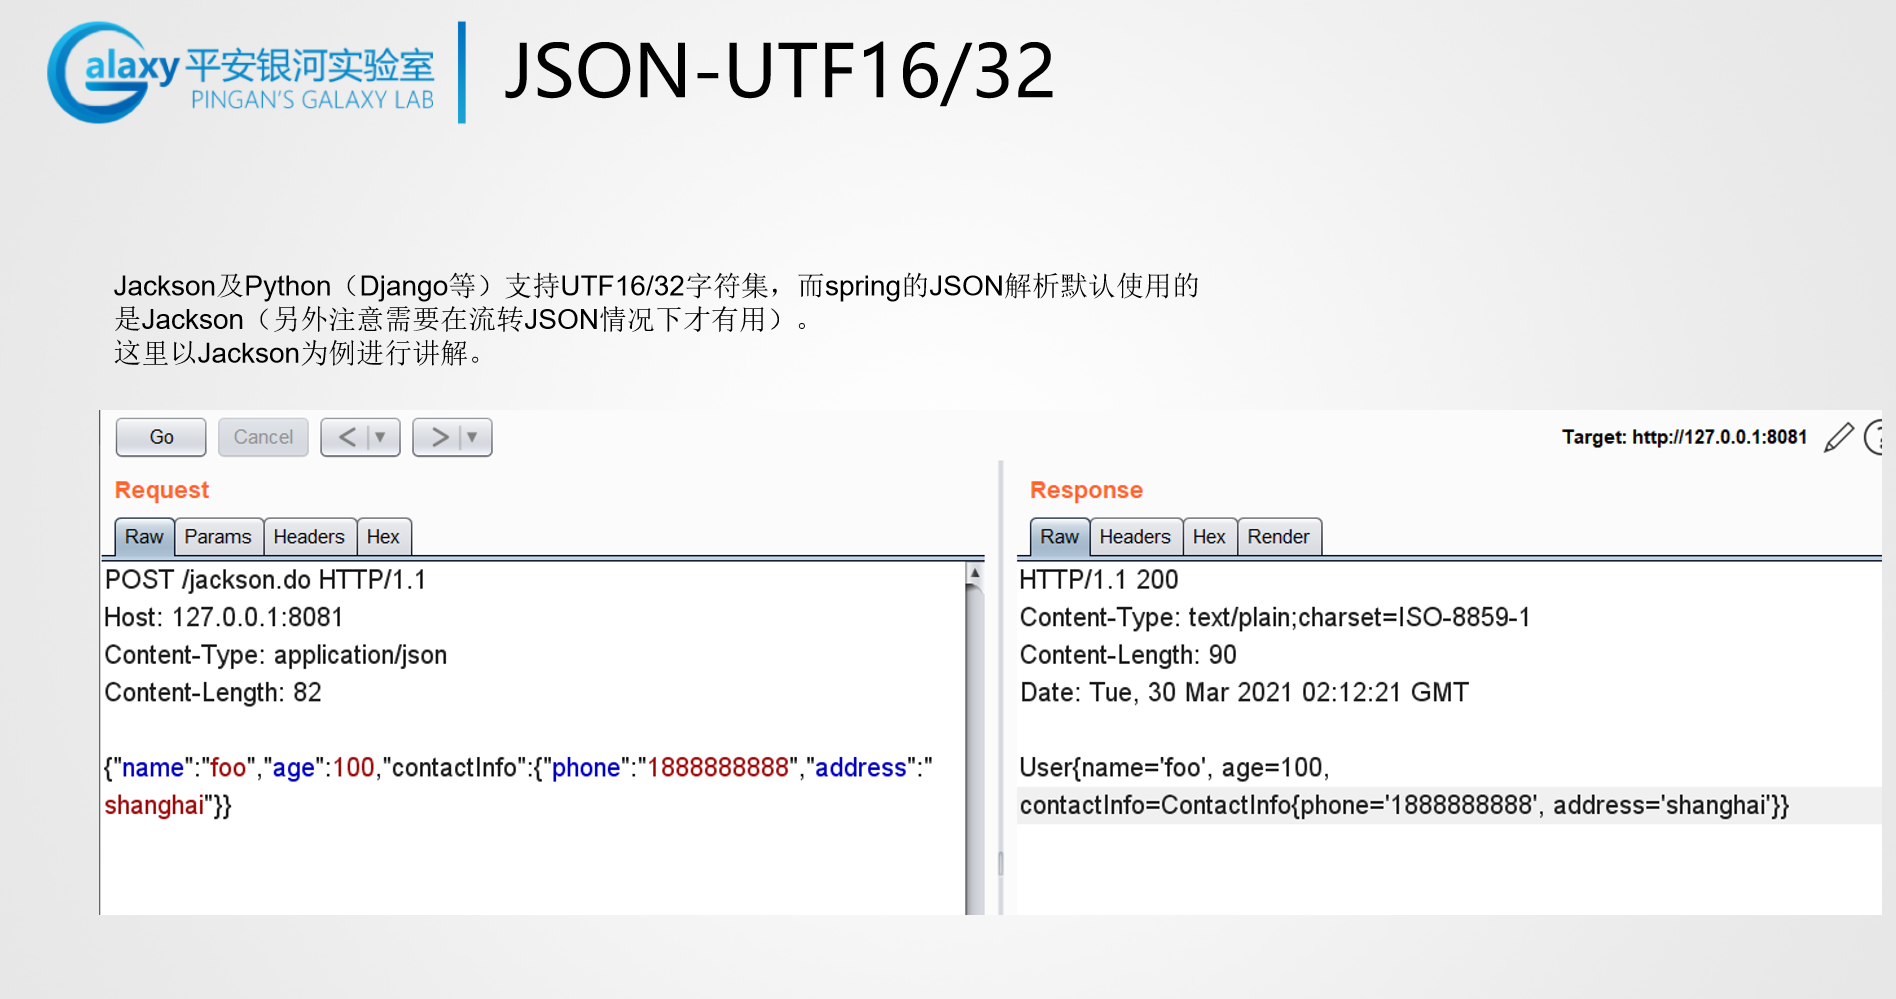 Galaxy 平安银河实验室
PINGAN'S GALAXY LAB
JSON-UTF16/32
Jackson及Python（Django等）支持UTF16/32字符集，而spring的JSON解析默认使用的
是Jackson（另外注意需要在流转JSON情况下才有用）。
这里以Jackson为例进行讲解。
Go Cancel < >
Target: http://127.0.0.1:8081 ?
Request
Raw Params Headers Hex
POST /jackson.do HTTP/1.1
Host: 127.0.0.1:8081
Content-Type: application/json
Content-Length: 82
{"name":"foo","age":100,"contactInfo":{"phone":"1888888888","address":"
shanghai"}}
Response
Raw Headers Hex Render
HTTP/1.1 200
Content-Type: text/plain;charset=ISO-8859-1
Content-Length: 90
Date: Tue, 30 Mar 2021 02:12:21 GMT
User{name='foo', age=100,
contactInfo=ContactInfo{phone='1888888888', address='shanghai'}}